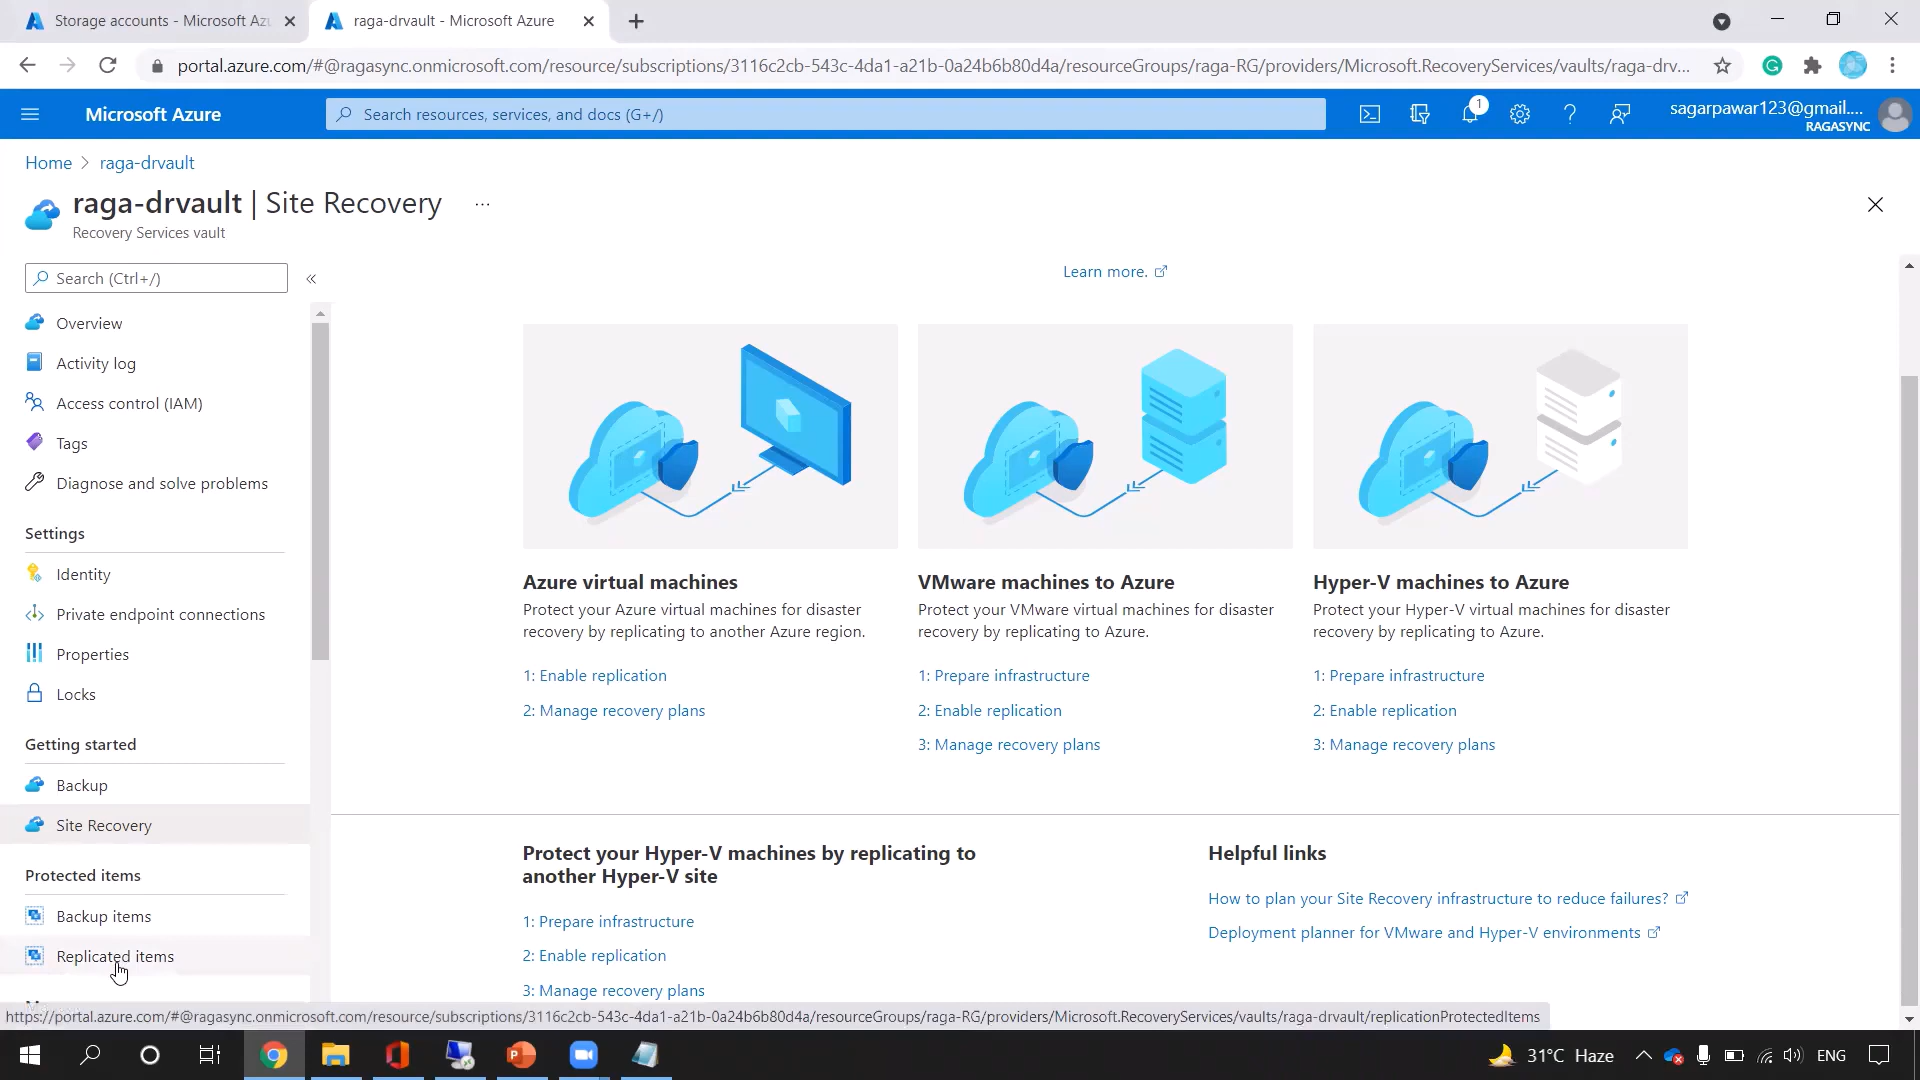 Storage accounts - Microsoft Az
raga-drvault - Microsoft Azure
portal.azure.com/#@ragasync.onmicrosoft.com/resource/subscriptions/3116c2cb-543c-4da1-a21b-0a24b6b80d4a/resourceGroups/raga-RG/providers/Microsoft.RecoveryServices/vaults/raga-drv...
Microsoft Azure
Search resources, services, and docs (G+/)
1
sagarpawar123@gmail....
RAGASYNC
Home > raga-drvault
raga-drvault | Site Recovery ...
Recovery Services vault
Search (Ctrl+/)
«
Overview
Activity log
Access control (IAM)
Tags
Diagnose and solve problems
Settings
Identity
Private endpoint connections
Properties
Locks
Getting started
Backup
Site Recovery
Protected items
Backup items
Replicated items
Learn more.
Azure virtual machines
Protect your Azure virtual machines for disaster
recovery by replicating to another Azure region.
1: Enable replication
2: Manage recovery plans
VMware machines to Azure
Protect your VMware virtual machines for disaster
recovery by replicating to Azure.
1: Prepare infrastructure
2: Enable replication
3: Manage recovery plans
Hyper-V machines to Azure
Protect your Hyper-V virtual machines for disaster
recovery by replicating to Azure.
1: Prepare infrastructure
2: Enable replication
3: Manage recovery plans
Protect your Hyper-V machines by replicating to
another Hyper-V site
1: Prepare infrastructure
2: Enable replication
3: Manage recovery plans
Helpful links
How to plan your Site Recovery infrastructure to reduce failures?
Deployment planner for VMware and Hyper-V environments
https://portal.azure.com/#@ragasync.onmicrosoft.com/resource/subscriptions/3116c2cb-543c-4da1-a21b-0a24b6b80d4a/resourceGroups/raga-RG/providers/Microsoft.RecoveryServices/vaults/raga-drvault/replicationProtectedItems
31°C Haze
ENG